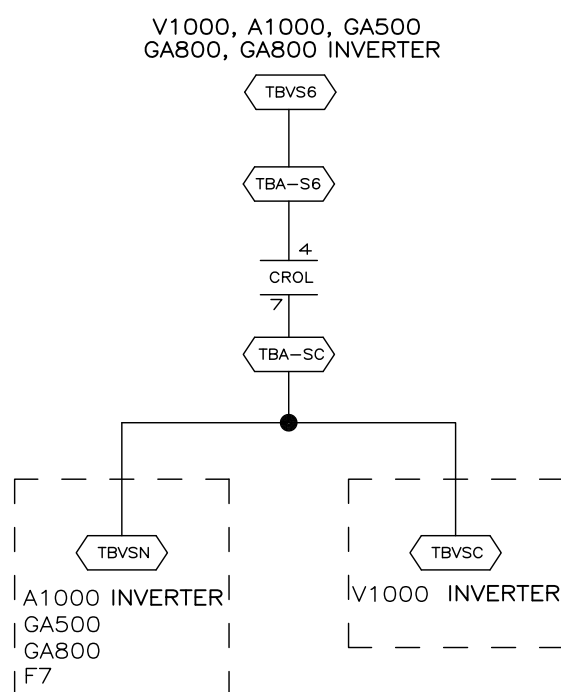 V1000, A1000, GA500
GA800, GA800 INVERTER
TBVS6
TBA-S6
4
CROL
7
TBA-SC
TBVSN
TBVSC
A1000 INVERTER
GA500
GA800
F7
V1000 INVERTER